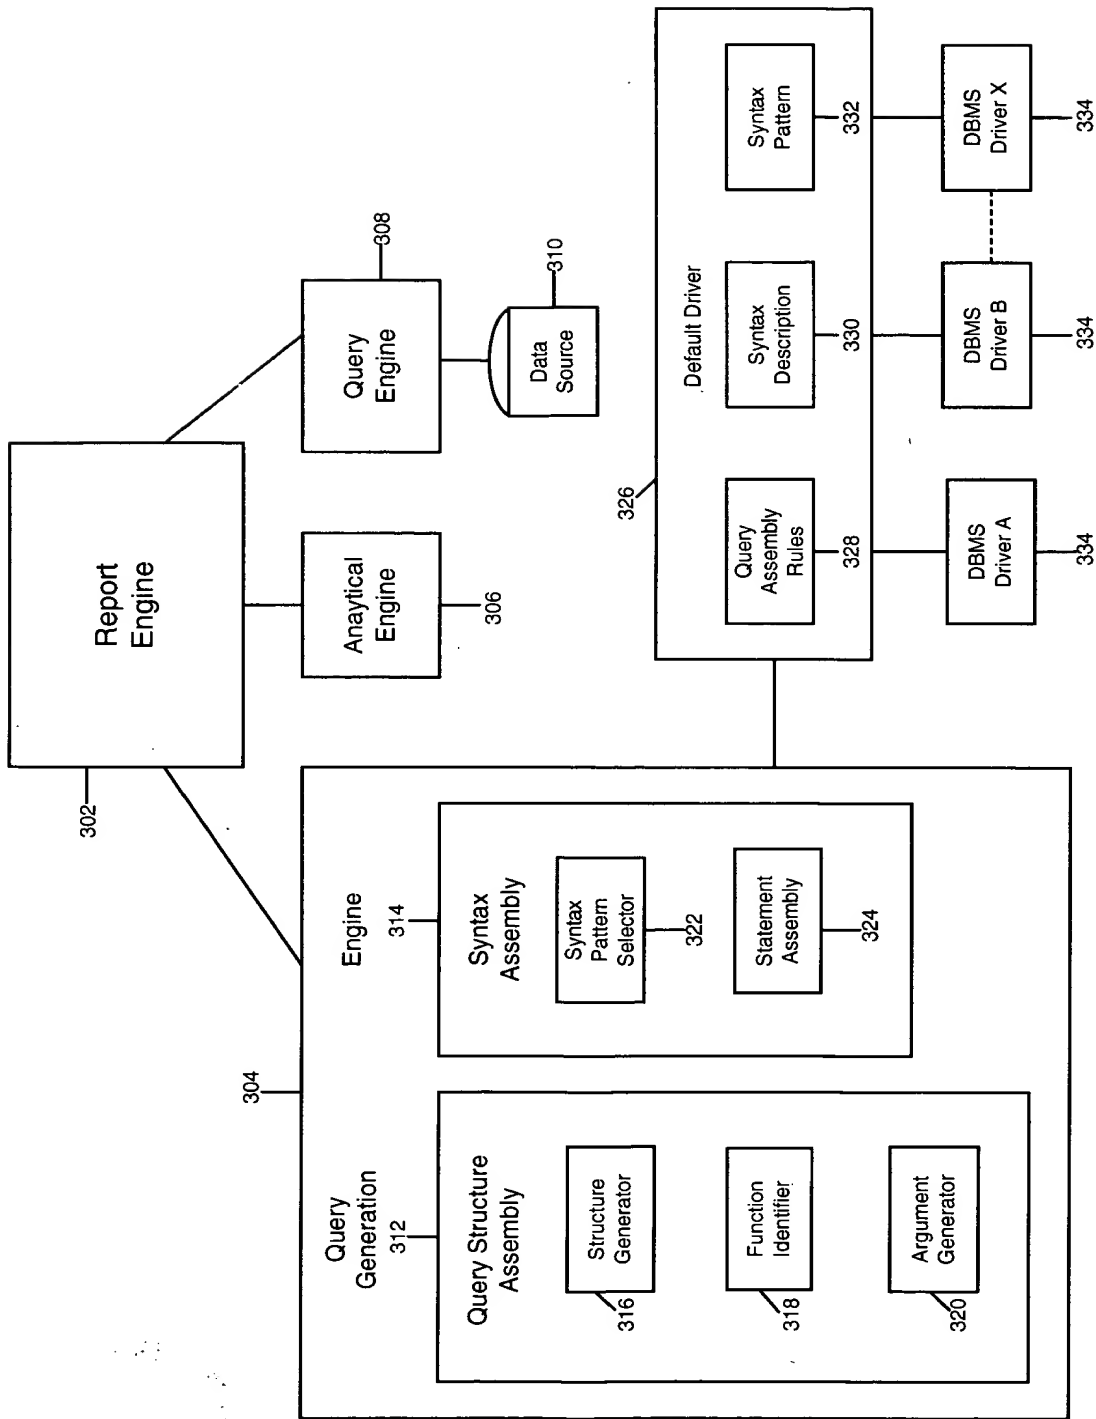 Report
Engine
302
Anaytical
Engine
306
Query
Engine
308
Data
Source
310
304
Query
Generation
Engine
312
Query Structure
Assembly
Structure
Generator
316
Function
Identifier
318
Argument
Generator
320
314
Syntax
Assembly
Syntax
Pattern
Selector
322
Statement
Assembly
324
326
Default Driver
Query
Assembly
Rules
328
Syntax
Description
330
Syntax
Pattern
332
DBMS
Driver A
334
DBMS
Driver B
334
DBMS
Driver X
334